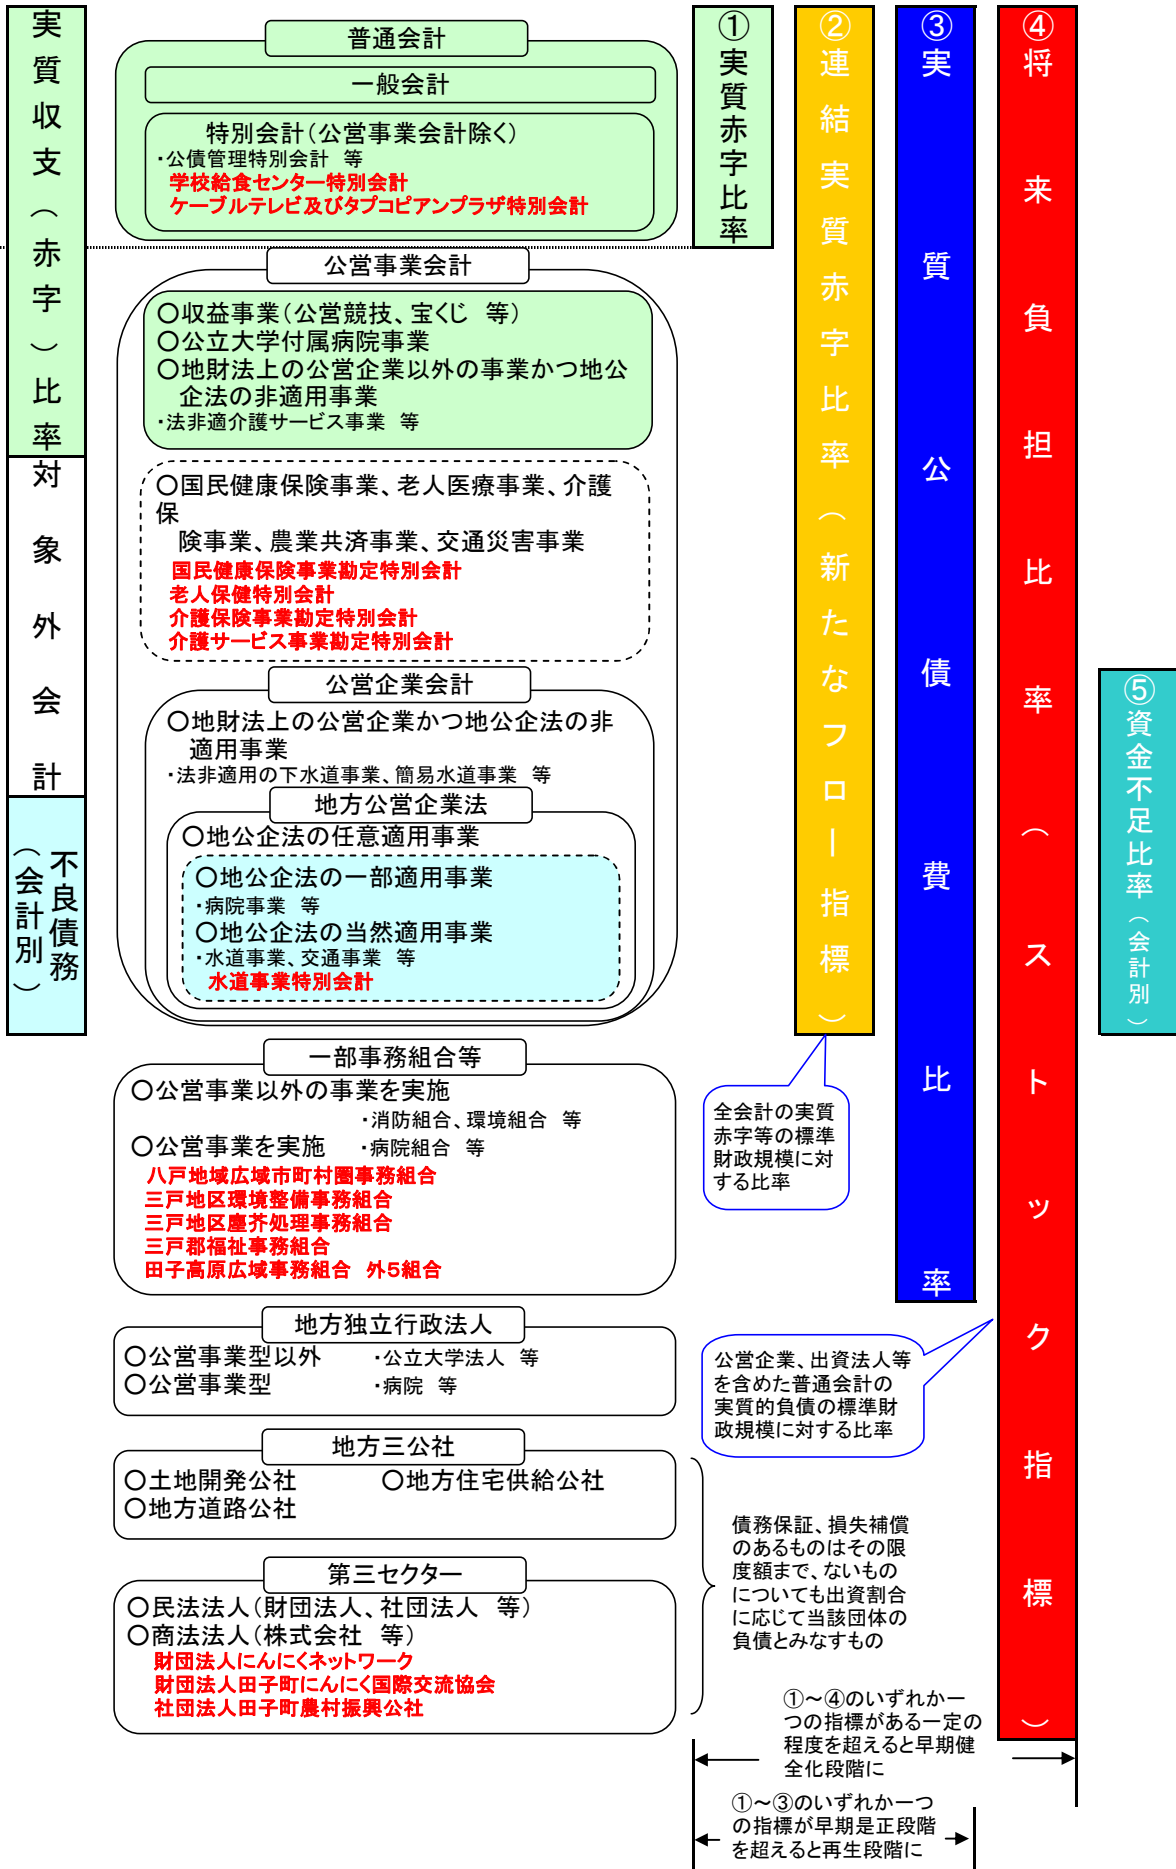 実質収支（赤字）比率
対象外会計
不良債務
（会計別）
普通会計
一般会計
特別会計（公営事業会計除く）
・公債管理特別会計　等
学校給食センター特別会計
ケーブルテレビ及びタプコピアンプラザ特別会計
公営事業会計
〇収益事業（公営競技、宝くじ　等）
〇公立大学付属病院事業
〇地財法上の公営企業以外の事業かつ地公
企法の非適用事業
・法非適介護サービス事業　等
〇国民健康保険事業、老人医療事業、介護
保
険事業、農業共済事業、交通災害事業
国民健康保険事業勘定特別会計
老人保健特別会計
介護保険事業勘定特別会計
介護サービス事業勘定特別会計
公営企業会計
〇地財法上の公営企業かつ地公企法の非
適用事業
・法非適用の下水道事業、簡易水道事業　等
地方公営企業法
〇地公企法の任意適用事業
〇地公企法の一部適用事業
・病院事業　等
〇地公企法の当然適用事業
・水道事業、交通事業　等
水道事業特別会計
一部事務組合等
〇公営事業以外の事業を実施
・消防組合、環境組合　等
〇公営事業を実施　・病院組合　等
八戸地域広域市町村圏事務組合
三戸地区環境整備事務組合
三戸地区塵芥処理事務組合
三戸郡福祉事務組合
田子高原広域事務組合　外５組合
地方独立行政法人
〇公営事業型以外　・公立大学法人　等
〇公営事業型　・病院　等
地方三公社
〇土地開発公社　〇地方住宅供給公社
〇地方道路公社
第三セクター
〇民法法人（財団法人、社団法人　等）
〇商法法人（株式会社　等）
財団法人にんにくネットワーク
財団法人田子町にんにく国際交流協会
社団法人田子町農村振興公社
①実質赤字比率
②連結実質赤字比率（新たなフロー指標）
③実質公債費比率
④将来負担比率（ストック指標）
⑤資金不足比率（会計別）
全会計の実質
赤字等の標準
財政規模に対
する比率
公営企業、出資法人等
を含めた普通会計の
実質的負債の標準財
政規模に対する比率
債務保証、損失補償
のあるものはその限
度額まで、ないもの
についても出資割合
に応じて当該団体の
負債とみなすもの
①～④のいずれか一
つの指標がある一定の
程度を超えると早期健
全化段階に
①～③のいずれか一つ
の指標が早期是正段階
を超えると再生段階に